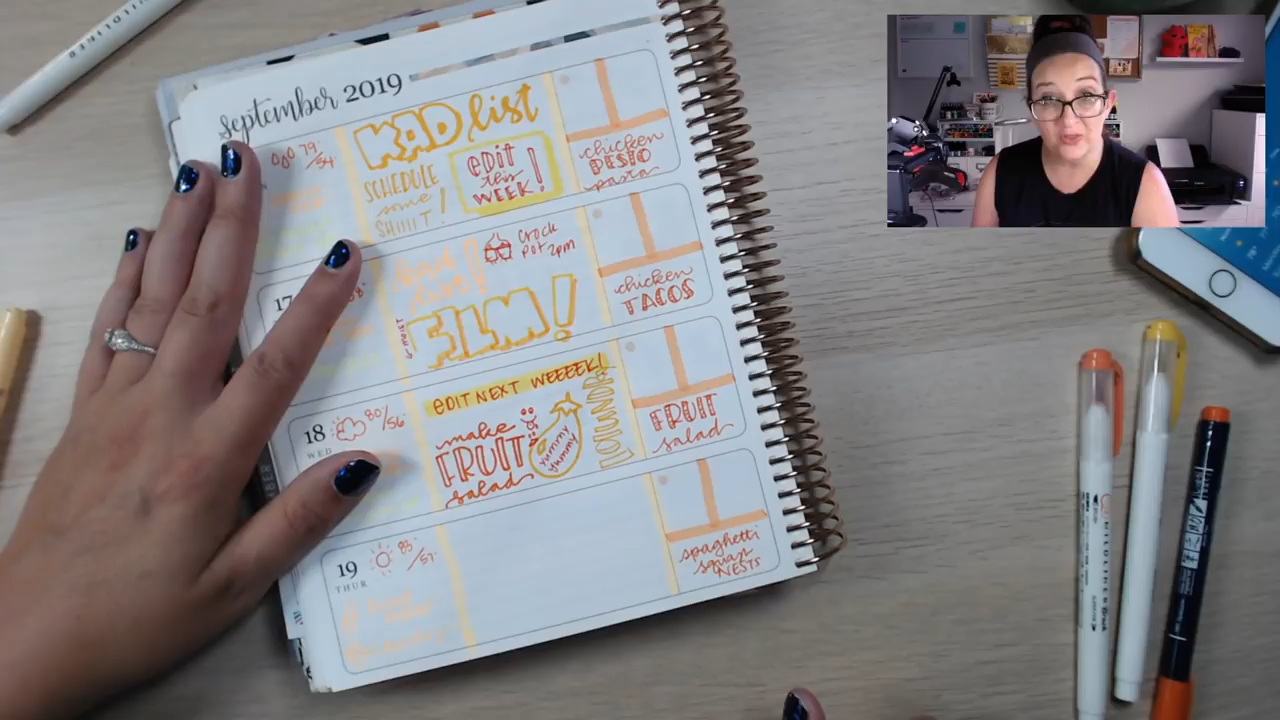 september 2019
79°/54
KAD list
SCHEDULE
some
SHIIIIT!
edit
this
WEEK!
chicken
PESTO
pasta
17
CROCK
POT 2pm
FILM!
chicken
TACOS
18
WED
80/56
EDIT NEXT WEEEEK!
make
FRUIT
salad
yummy
yummy
LAUNDRY
FRUIT
salad
19
THUR
83/57
spaghetti
squash
NESTS